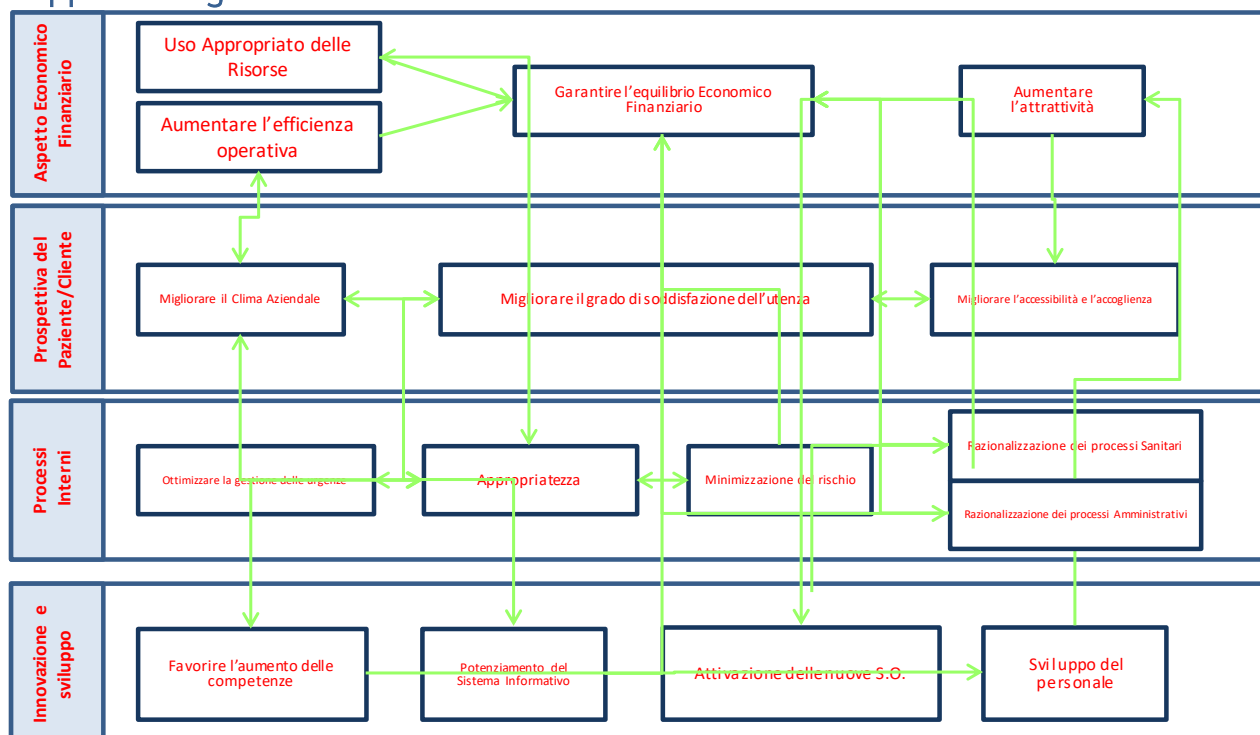 Aspetto Economico
Finanziario
Uso Appropriato delle
Risorse
Aumentare l'efficienza
operativa
Garantire l'equilibrio Economico
Finanziario
Aumentare
l'attrattività
Prospettiva del
Paziente/Cliente
Migliorare il Clima Aziendale
Migliorare il grado di soddisfazione dell'utenza
Migliorare l'accessibilità e l'accoglienza
Processi
Interni
Ottimizzare la gestione delle urgenze
Appropriatezza
Minimizzazione del rischio
Razionalizzazione dei processi Sanitari
Razionalizzazione dei processi Amministrativi
Innovazione e
sviluppo
Favorire l'aumento delle
competenze
Potenziamento del
Sistema Informativo
Attivazione delle nuove S.O.
Sviluppo del
personale